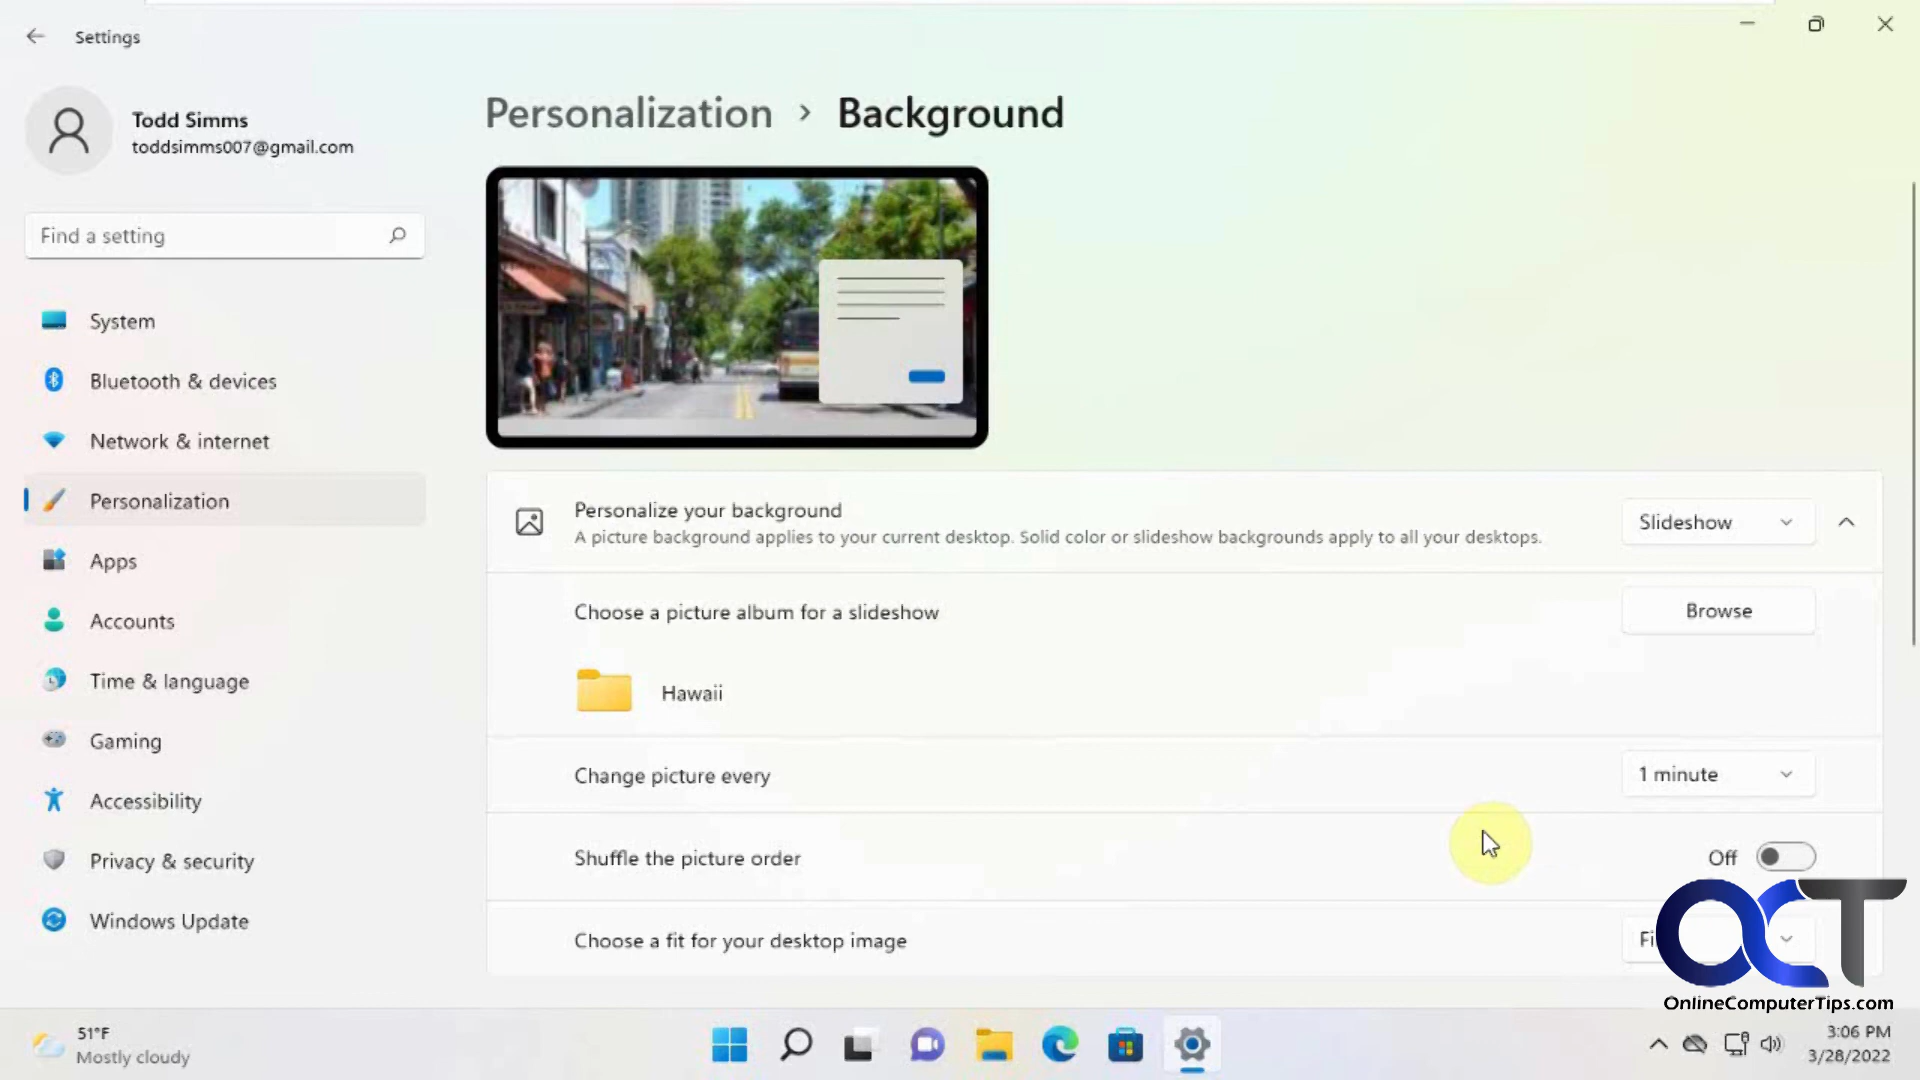 Settings
Todd Simms
toddsimms007@gmail.com
Find a setting
System
Bluetooth & devices
Network & internet
Personalization
Apps
Accounts
Time & language
Gaming
Accessibility
Privacy & security
Windows Update
Personalization > Background
Personalize your background
A picture background applies to your current desktop. Solid color or slideshow backgrounds apply to all your desktops.
Slideshow
Choose a picture album for a slideshow
Browse
Hawaii
Change picture every
1 minute
Shuffle the picture order
Off
Choose a fit for your desktop image
OCT
OnlineComputerTips.com
51°F
Mostly cloudy
3:06 PM
3/28/2022